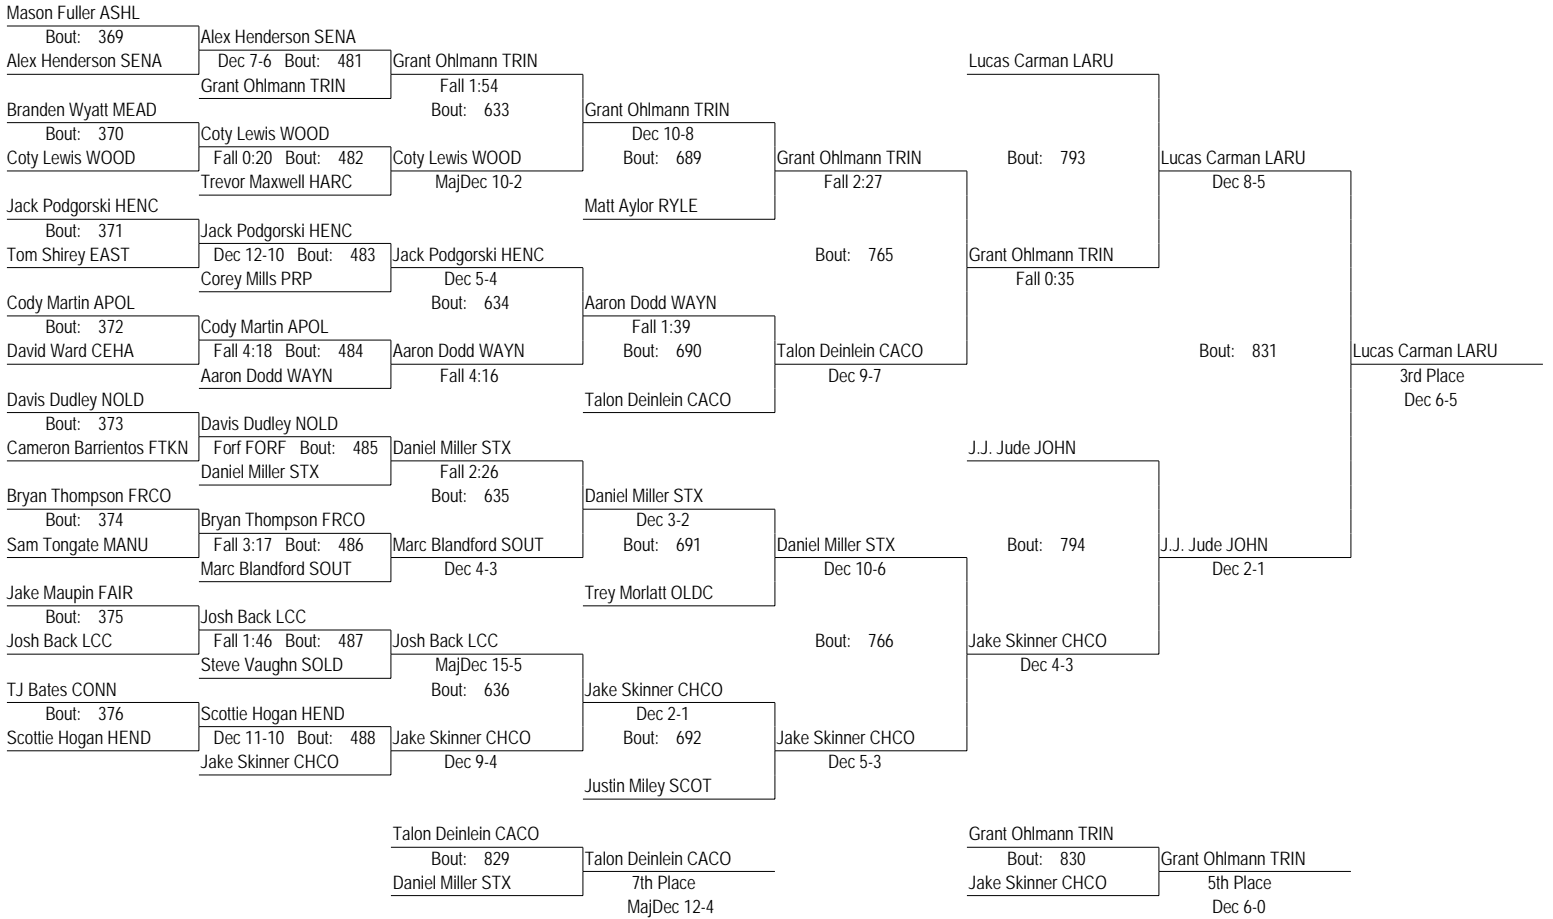 Mason Fuller ASHL
Bout: 369
Alex Henderson SENA
Alex Henderson SENA
Dec 7-6 Bout: 481
Grant Ohlmann TRIN
Grant Ohlmann TRIN
Fall 1:54
Bout: 633
Lucas Carman LARU
Branden Wyatt MEAD
Bout: 370
Coty Lewis WOOD
Coty Lewis WOOD
Fall 0:20 Bout: 482
Trevor Maxwell HARC
Coty Lewis WOOD
MajDec 10-2
Grant Ohlmann TRIN
Dec 10-8
Bout: 689
Matt Aylor RYLE
Grant Ohlmann TRIN
Fall 2:27
Bout: 793
Lucas Carman LARU
Dec 8-5
Jack Podgorski HENC
Bout: 371
Tom Shirey EAST
Jack Podgorski HENC
Dec 12-10 Bout: 483
Corey Mills PRP
Jack Podgorski HENC
Dec 5-4
Bout: 634
Bout: 765
Grant Ohlmann TRIN
Fall 0:35
Cody Martin APOL
Bout: 372
David Ward CEHA
Cody Martin APOL
Fall 4:18 Bout: 484
Aaron Dodd WAYN
Aaron Dodd WAYN
Fall 4:16
Aaron Dodd WAYN
Fall 1:39
Bout: 690
Talon Deinlein CACO
Talon Deinlein CACO
Dec 9-7
Bout: 831
Lucas Carman LARU
3rd Place
Dec 6-5
Davis Dudley NOLD
Bout: 373
Cameron Barrientos FTKN
Davis Dudley NOLD
Forf FORF Bout: 485
Daniel Miller STX
Daniel Miller STX
Fall 2:26
Bout: 635
J.J. Jude JOHN
Bryan Thompson FRCO
Bout: 374
Sam Tongate MANU
Bryan Thompson FRCO
Fall 3:17 Bout: 486
Marc Blandford SOUT
Marc Blandford SOUT
Dec 4-3
Daniel Miller STX
Dec 3-2
Bout: 691
Trey Morlatt OLDC
Daniel Miller STX
Dec 10-6
Bout: 794
J.J. Jude JOHN
Dec 2-1
Jake Maupin FAIR
Bout: 375
Josh Back LCC
Josh Back LCC
Fall 1:46 Bout: 487
Steve Vaughn SOLD
Josh Back LCC
MajDec 15-5
Bout: 636
Bout: 766
Jake Skinner CHCO
Dec 4-3
TJ Bates CONN
Bout: 376
Scottie Hogan HEND
Scottie Hogan HEND
Dec 11-10 Bout: 488
Jake Skinner CHCO
Jake Skinner CHCO
Dec 9-4
Jake Skinner CHCO
Dec 2-1
Bout: 692
Justin Miley SCOT
Jake Skinner CHCO
Dec 5-3
Talon Deinlein CACO
Bout: 829
Daniel Miller STX
Talon Deinlein CACO
7th Place
MajDec 12-4
Grant Ohlmann TRIN
Bout: 830
Jake Skinner CHCO
Grant Ohlmann TRIN
5th Place
Dec 6-0